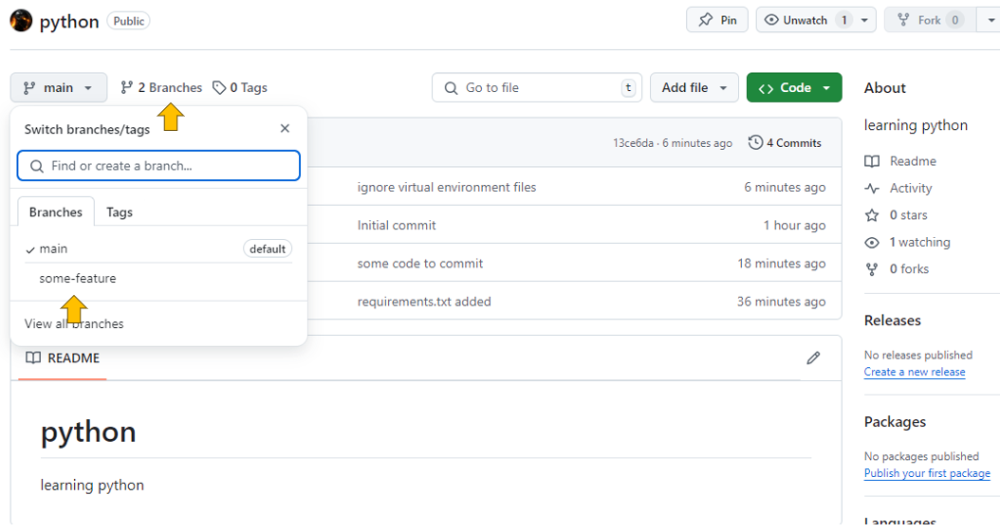 python Public Pin Unwatch 1 Fork 0
main 2 Branches 0 Tags Go to file t Add file Code
Switch branches/tags
Find or create a branch...
Branches Tags
main default
some-feature
View all branches
13ce6da · 6 minutes ago 4 Commits
ignore virtual environment files 6 minutes ago
Initial commit 1 hour ago
some code to commit 18 minutes ago
requirements.txt added 36 minutes ago
README
python
learning python
About
learning python
Readme
Activity
0 stars
1 watching
0 forks
Releases
No releases published
Create a new release
Packages
No packages published
Publish your first package
Languages